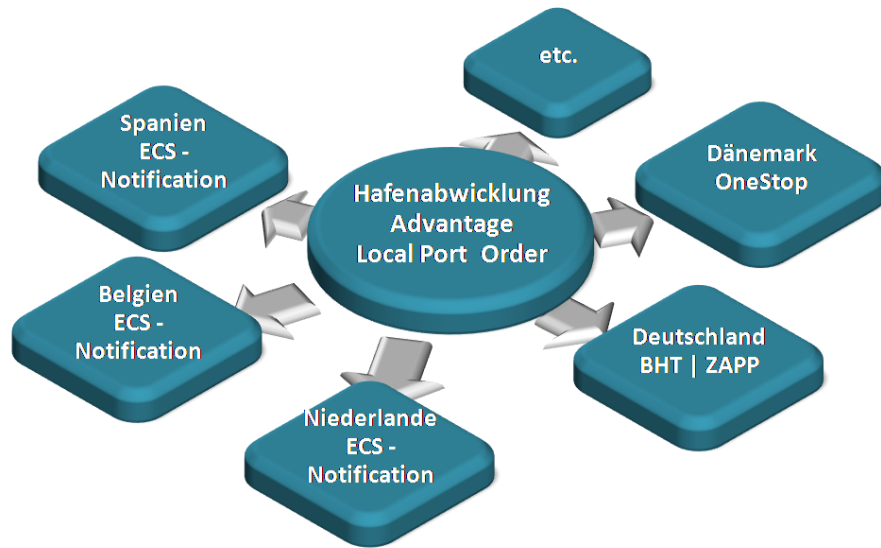 etc.
Spanien
ECS -
Notification
Dänemark
OneStop
Hafenabwicklung
Advantage
Local Port  Order
Belgien
ECS -
Notification
Deutschland
BHT | ZAPP
Niederlande
ECS -
Notification